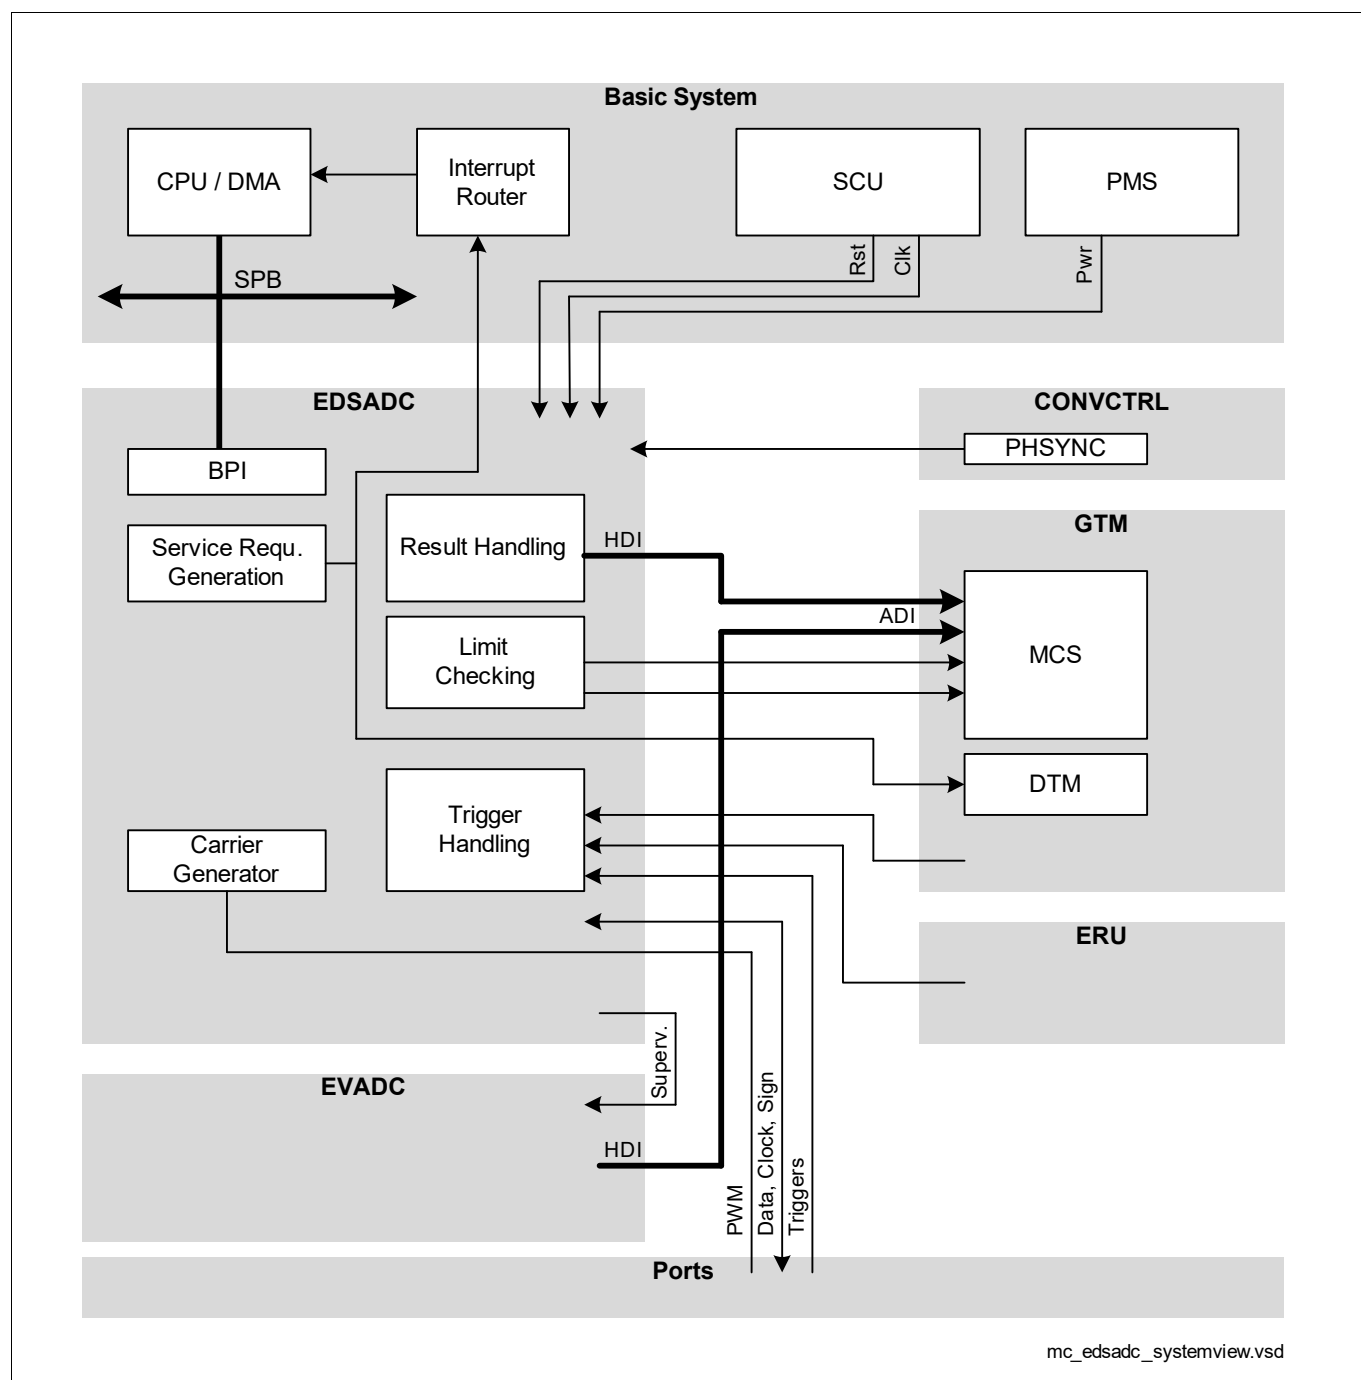 Basic System
CPU / DMA
Interrupt
Router
SCU
PMS
Rst
Clk
Pwr
SPB
EDSADC
CONVCTRL
BPI
PHSYNC
GTM
Service Requ.
Generation
Result Handling
HDI
ADI
Limit
Checking
MCS
DTM
Trigger
Handling
Carrier
Generator
ERU
Superv.
EVADC
HDI
PWM
Data, Clock, Sign
Triggers
Ports
mc_edsadc_systemview.vsd